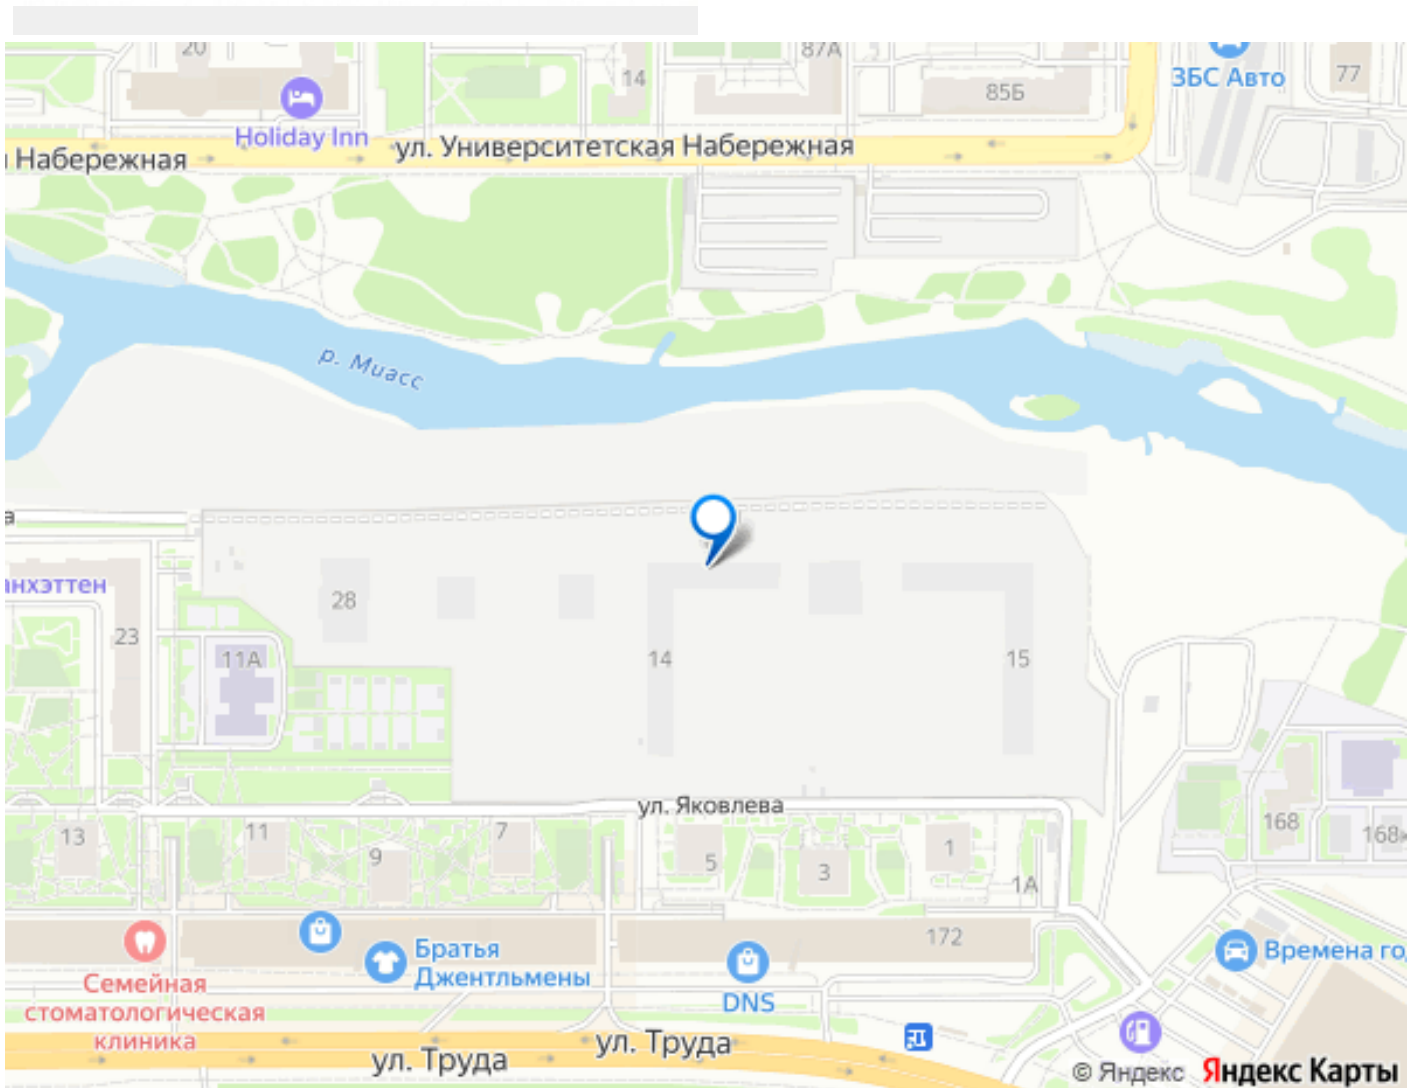 20
14
87А
85Б
ЗБС Авто
77
Holiday Inn
Набережная
ул. Университетская Набережная
р. Миасс
анхэттен
28
23
11А
14
15
ул. Яковлева
13
11
7
9
5
3
1
1А
168
168к
172
Братья
Джентльмены
Семейная
стоматологическая
клиника
DNS
Времена го
ул. Труда
ул. Труда
© Яндекс Яндекс Карты